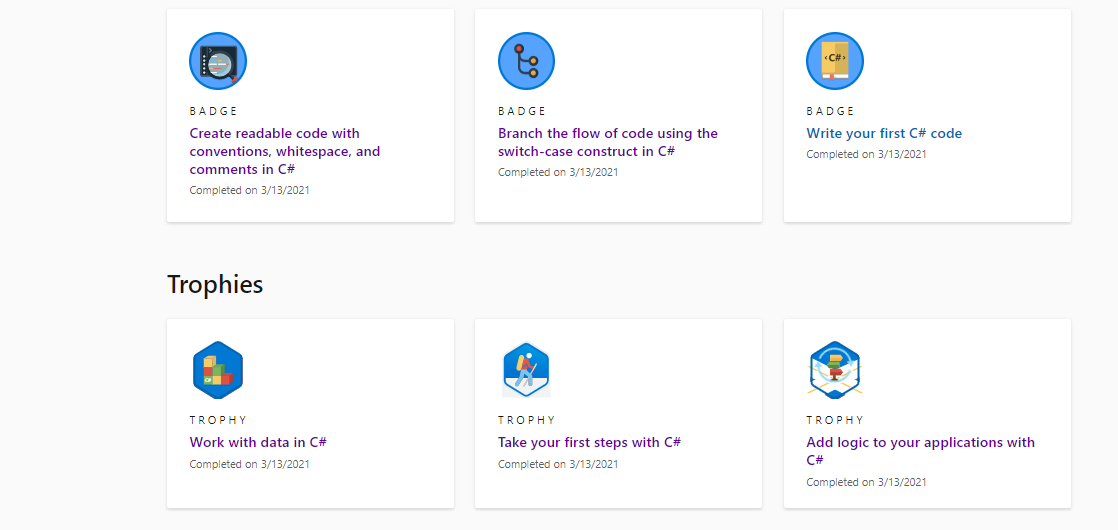 BADGE
Create readable code with
conventions, whitespace, and
comments in C#
Completed on 3/13/2021
BADGE
Branch the flow of code using the
switch-case construct in C#
Completed on 3/13/2021
C#
BADGE
Write your first C# code
Completed on 3/13/2021
Trophies
C#
TROPHY
Work with data in C#
Completed on 3/13/2021
TROPHY
Take your first steps with C#
Completed on 3/13/2021
TROPHY
Add logic to your applications with
C#
Completed on 3/13/2021